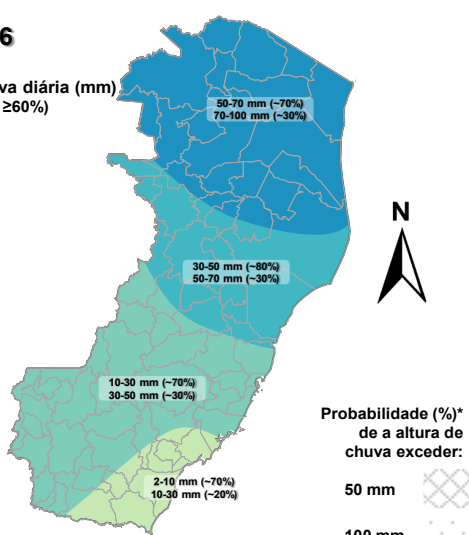 6
va diária (mm)
≥60%)
50-70 mm (~70%)
70-100 mm (~30%)
N
30-50 mm (~80%)
50-70 mm (~30%)
10-30 mm (~70%)
30-50 mm (~30%)
Probabilidade (%)*
de a altura de
chuva exceder:
2-10 mm (~70%)
10-30 mm (~20%)
50 mm
100 mm